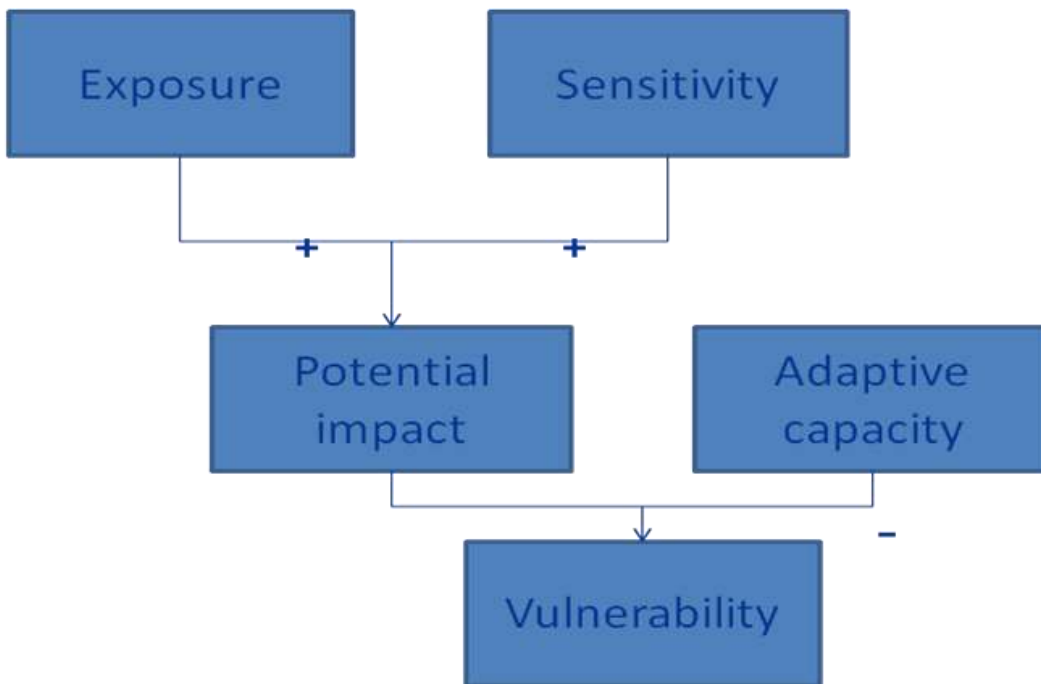 Exposure
Sensitivity
+
+
Potential
impact
Adaptive
capacity
-
Vulnerability